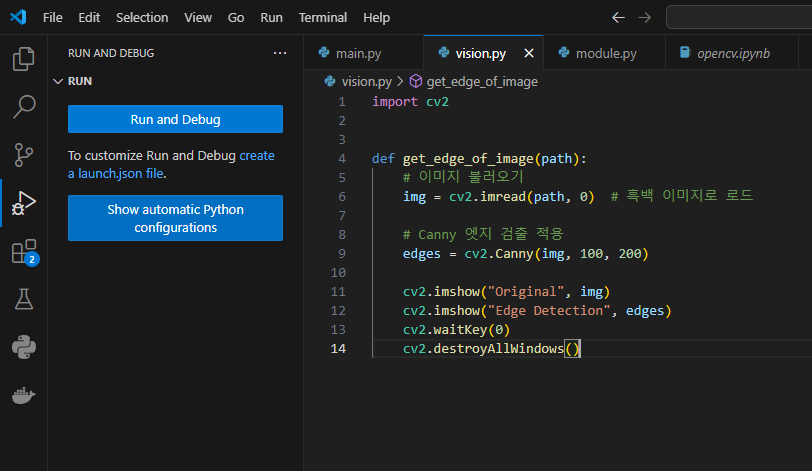 File Edit Selection View Go Run Terminal Help
RUN AND DEBUG ...
RUN
Run and Debug
To customize Run and Debug create
a launch.json file.
Show automatic Python
configurations
2
main.py vision.py module.py opencv.ipynb
vision.py > get_edge_of_image
1 import cv2
2
3
4 def get_edge_of_image(path):
5     # 이미지 불러오기
6     img = cv2.imread(path, 0)  # 흑백 이미지로 로드
7
8     # Canny 엣지 검출 적용
9     edges = cv2.Canny(img, 100, 200)
10
11     cv2.imshow("Original", img)
12     cv2.imshow("Edge Detection", edges)
13     cv2.waitKey(0)
14     cv2.destroyAllWindows()